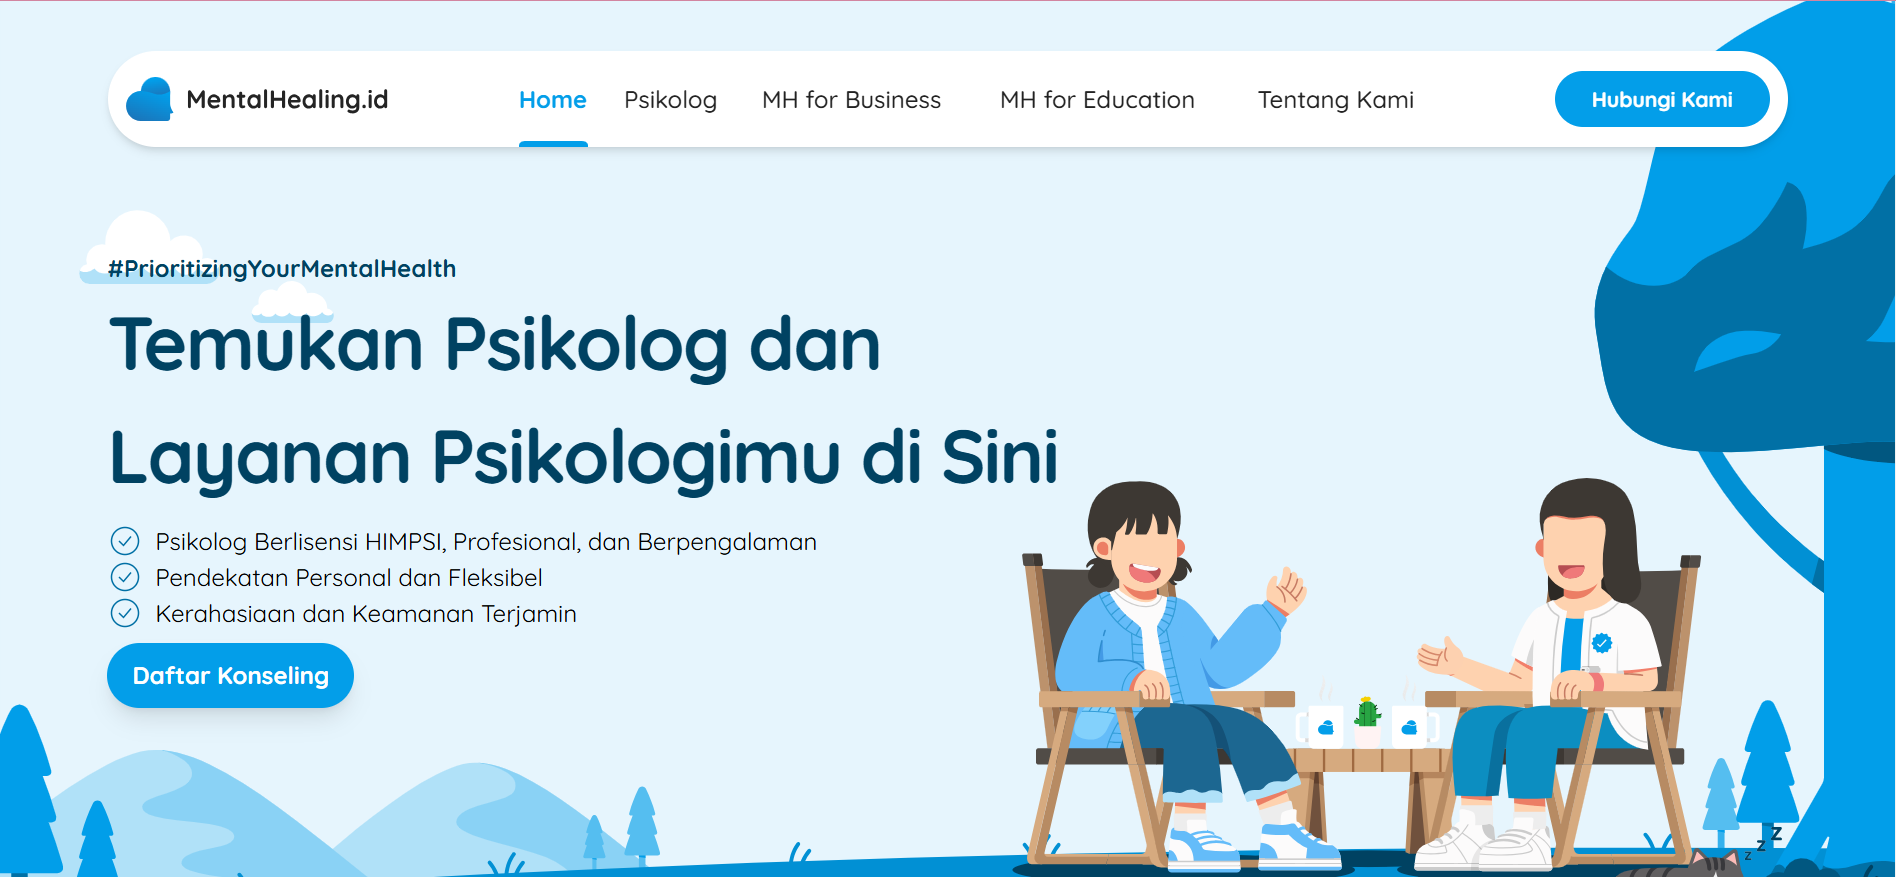 MentalHealing.id
Home
Psikolog
MH for Business
MH for Education
Tentang Kami
Hubungi Kami
#PrioritizingYourMentalHealth
Temukan Psikolog dan
Layanan Psikologimu di Sini
Psikolog Berlisensi HIMPSI, Profesional, dan Berpengalaman
Pendekatan Personal dan Fleksibel
Kerahasiaan dan Keamanan Terjamin
Daftar Konseling
z z Z